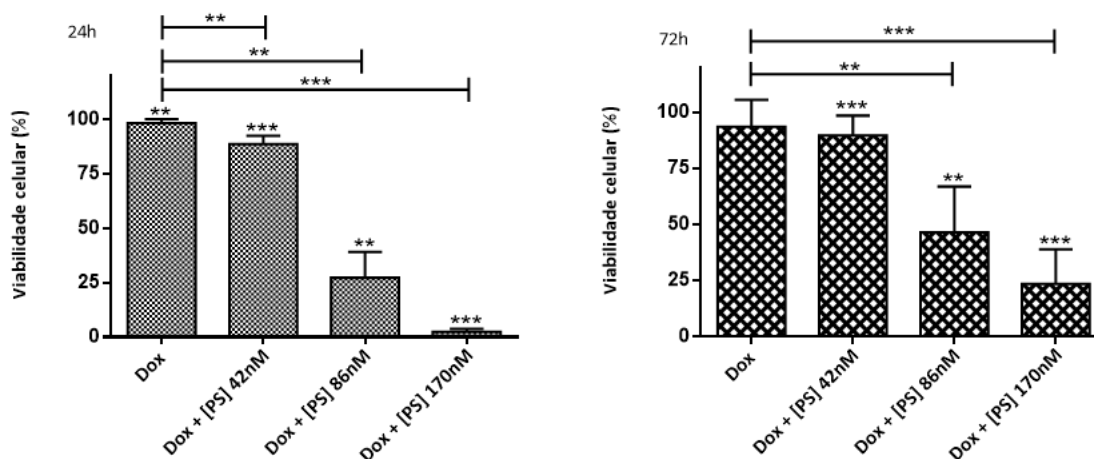 24h
**
**
***
Viabilidade celular (%)
100
75
50
25
0
**
***
**
***
Dox
Dox + [PS] 42nM
Dox + [PS] 86nM
Dox + [PS] 170nM
72h
***
**
Viabilidade celular (%)
100
75
50
25
0
***
**
***
Dox
Dox + [PS] 42nM
Dox + [PS] 86nM
Dox + [PS] 170nM